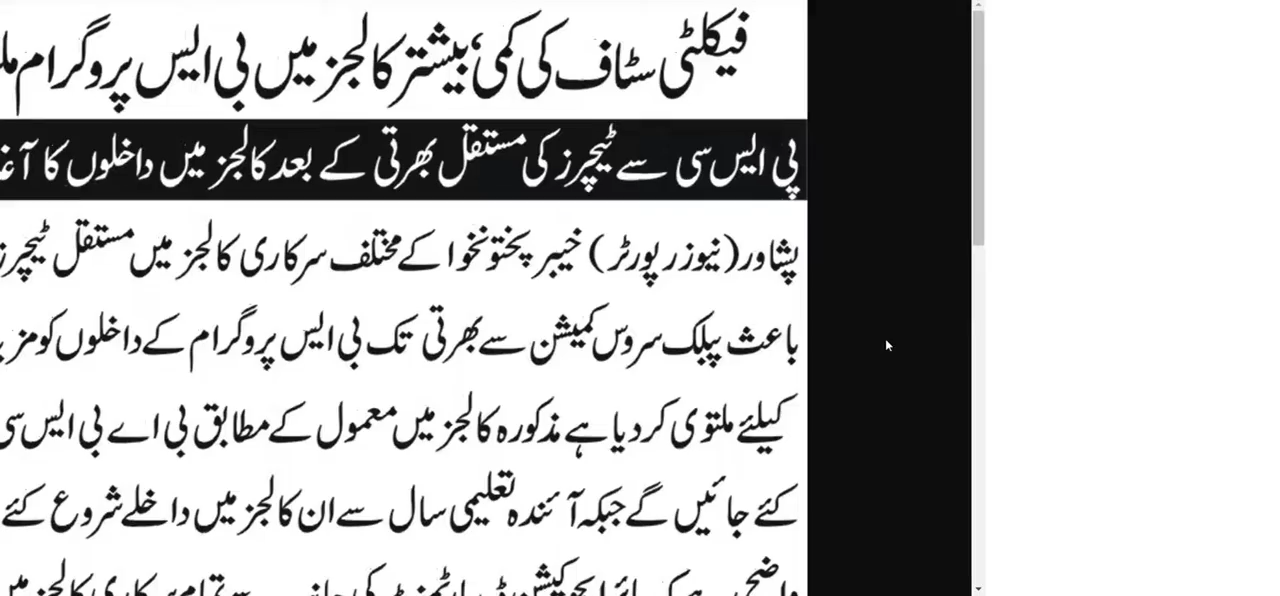 فیکلٹی سٹاف کی کمی، بیشتر کالجز میں بی ایس پروگرام
پی ایس سی سے ٹیچرز کی مستقل بھرتی کے بعد کالجز میں داخلوں کا
پشاور (نیوز رپورٹر) خیبر پختونخوا کے مختلف سرکاری کالجز میں مستقل ٹیچرز
باعث پبلک سروس کمیشن سے بھرتی تک بی ایس پروگرام کے داخلوں کو
کیلئے ملتوی کر دیا ہے مذکورہ کالجز میں معمول کے مطابق بی اے بی ایس سی
کئے جائیں گے جبکہ آئندہ تعلیمی سال سے ان کالجز میں داخلے شروع کئے